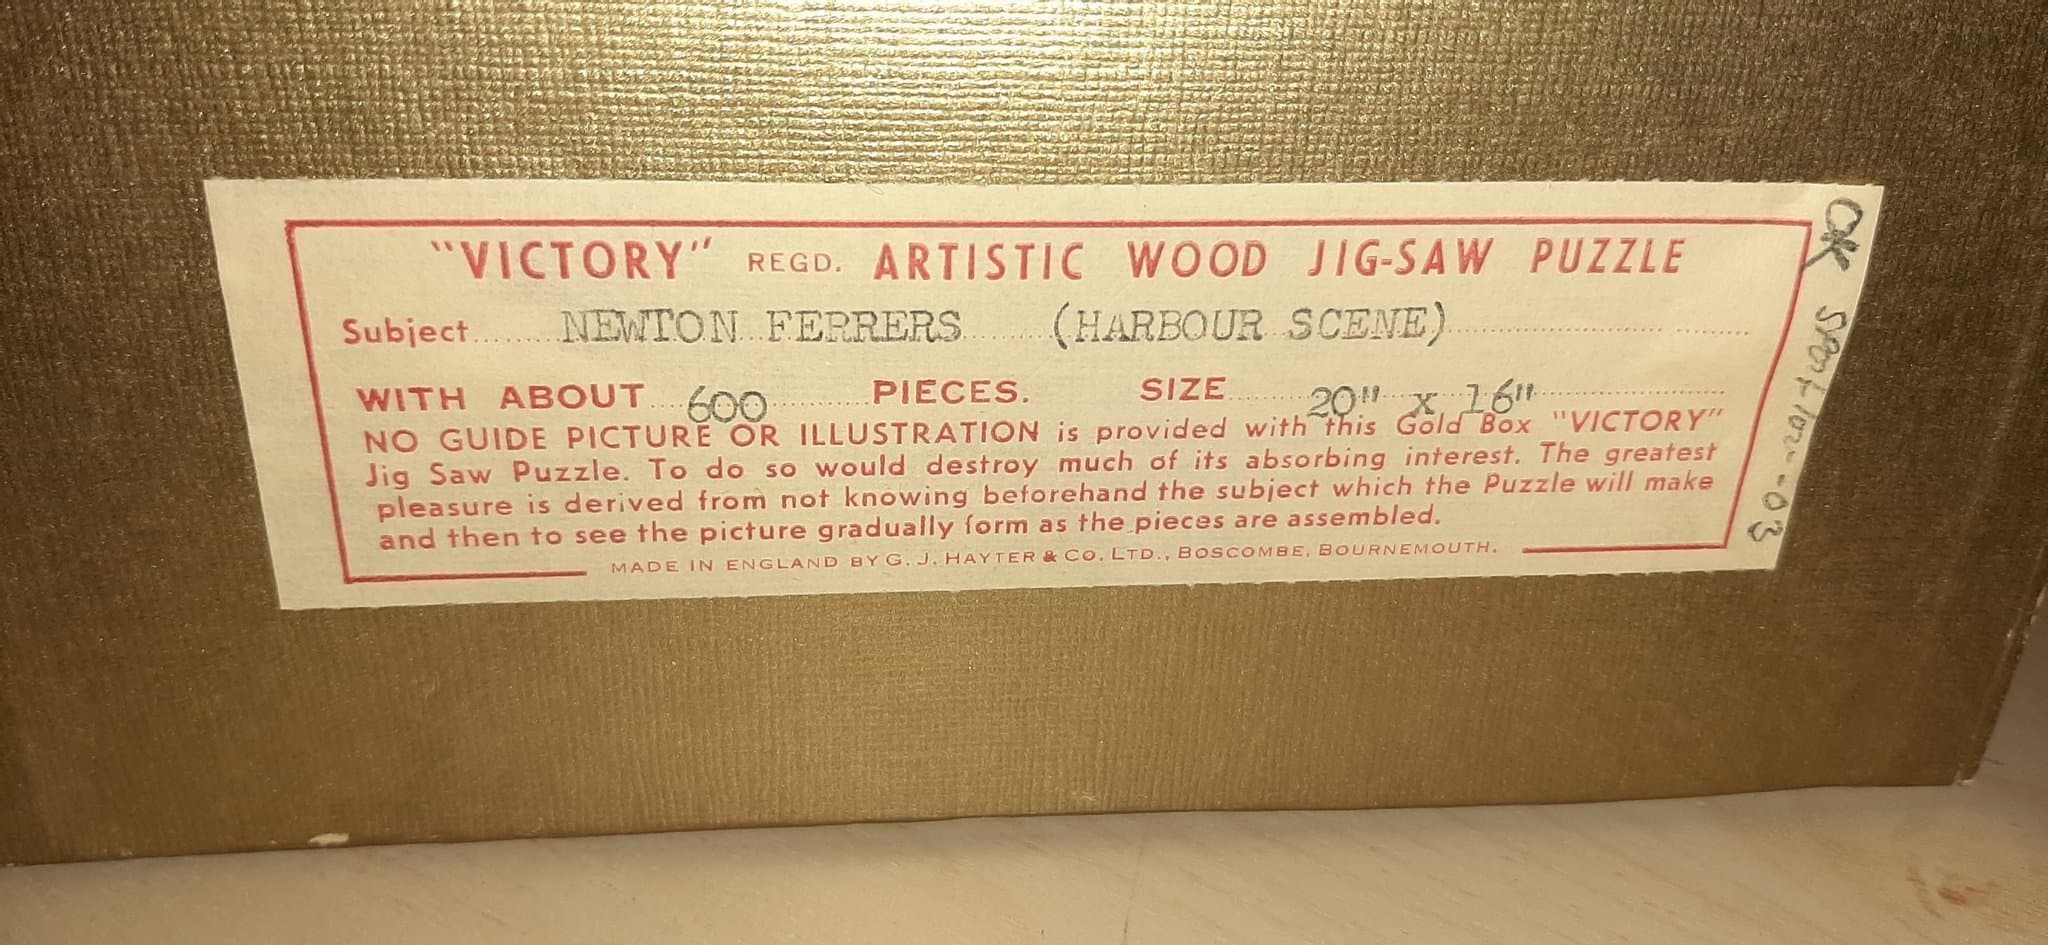 "VICTORY" REGD. ARTISTIC WOOD JIG-SAW PUZZLE
Subject.......NEWTON FERRERS......(HARBOUR SCENE)..............
WITH ABOUT...600.........PIECES. SIZE.......20" x 16"..............
NO GUIDE PICTURE OR ILLUSTRATION is provided with this Gold Box "VICTORY"
Jig Saw Puzzle. To do so would destroy much of its absorbing interest. The greatest
pleasure is derived from not knowing beforehand the subject which the Puzzle will make
and then to see the picture gradually form as the pieces are assembled.
MADE IN ENGLAND BY G. J. HAYTER & CO. LTD., BOSCOMBE, BOURNEMOUTH.
OK